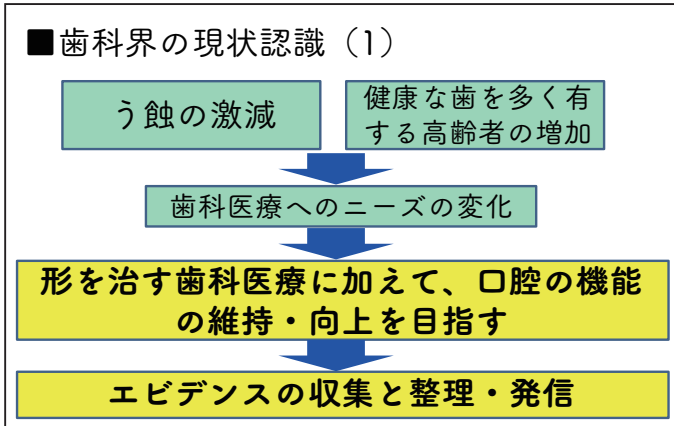 ■歯科界の現状認識（1）
う蝕の激減
健康な歯を多く有
する高齢者の増加
歯科医療へのニーズの変化
形を治す歯科医療に加えて、口腔の機能
の維持・向上を目指す
エビデンスの収集と整理・発信